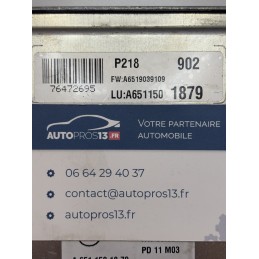 P218 902
FW:A6519039109
76472695
LU:A651150 1879
AUTOPROS13.FR
VOTRE PARTENAIRE
AUTOMOBILE
06 64 29 40 37
contact@autopros13.fr
autopros13.fr
PD 11 M03